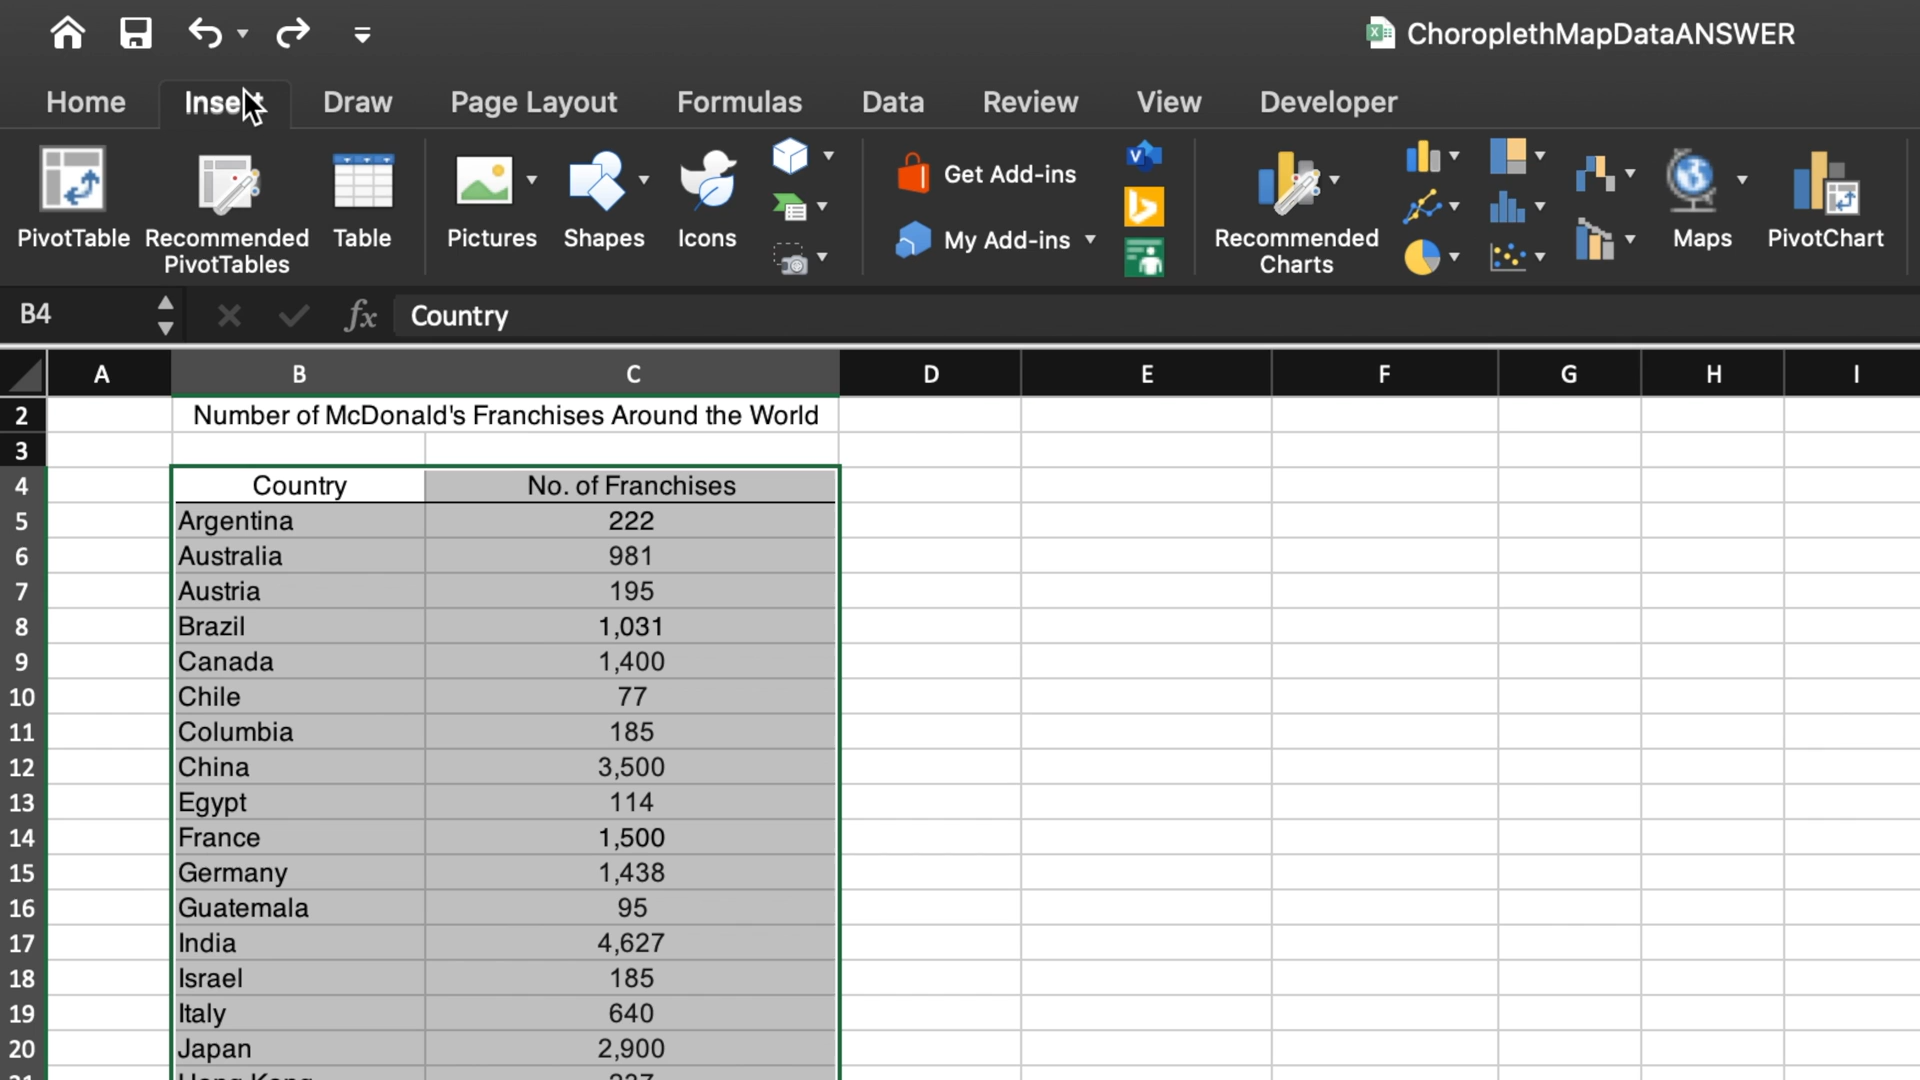 ChoroplethMapDataANSWER
Home Insert Draw Page Layout Formulas Data Review View Developer
PivotTable
Recommended
PivotTables
Table
Pictures
Shapes
Icons
Get Add-ins
My Add-ins
Recommended
Charts
Maps
PivotChart
B4 fx Country
A B C D E F G H I
2 Number of McDonald's Franchises Around the World
3
4 Country No. of Franchises
5 Argentina 222
6 Australia 981
7 Austria 195
8 Brazil 1,031
9 Canada 1,400
10 Chile 77
11 Columbia 185
12 China 3,500
13 Egypt 114
14 France 1,500
15 Germany 1,438
16 Guatemala 95
17 India 4,627
18 Israel 185
19 Italy 640
20 Japan 2,900